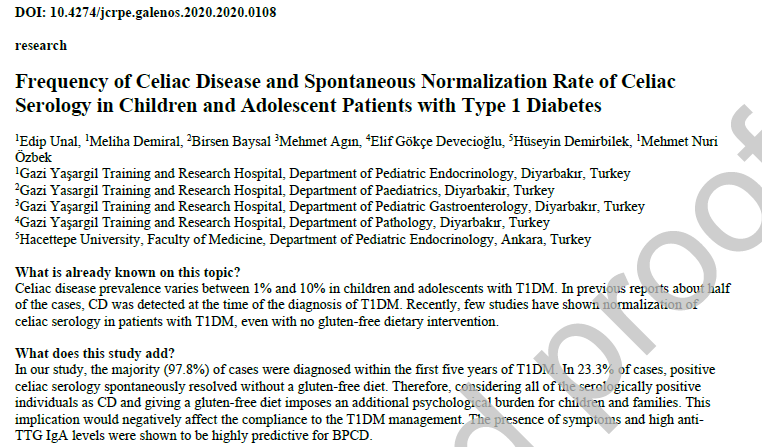 DOI: 10.4274/jcrpe.galenos.2020.2020.0108
research
Frequency of Celiac Disease and Spontaneous Normalization Rate of Celiac
Serology in Children and Adolescent Patients with Type 1 Diabetes
¹Edip Unal, ¹Meliha Demiral, ²Birsen Baysal ³Mehmet Agın, ⁴Elif Gökçe Devecioğlu, ⁵Hüseyin Demirbilek, ¹Mehmet Nuri
Özbek
¹Gazi Yaşargil Training and Research Hospital, Department of Pediatric Endocrinology, Diyarbakır, Turkey
²Gazi Yaşargil Training and Research Hospital, Department of Paediatrics, Diyarbakir, Turkey
³Gazi Yaşargil Training and Research Hospital, Department of Pediatric Gastroenterology, Diyarbakır, Turkey
⁴Gazi Yaşargil Training and Research Hospital, Department of Pathology, Diyarbakır, Turkey
⁵Hacettepe University, Faculty of Medicine, Department of Pediatric Endocrinology, Ankara, Turkey
What is already known on this topic?
Celiac disease prevalence varies between 1% and 10% in children and adolescents with T1DM. In previous reports about half
of the cases, CD was detected at the time of the diagnosis of T1DM. Recently, few studies have shown normalization of
celiac serology in patients with T1DM, even with no gluten-free dietary intervention.
What does this study add?
In our study, the majority (97.8%) of cases were diagnosed within the first five years of T1DM. In 23.3% of cases, positive
celiac serology spontaneously resolved without a gluten-free diet. Therefore, considering all of the serologically positive
individuals as CD and giving a gluten-free diet imposes an additional psychological burden for children and families. This
implication would negatively affect the compliance to the T1DM management. The presence of symptoms and high anti-
TTG IgA levels were shown to be highly predictive for BPCD.
d proof